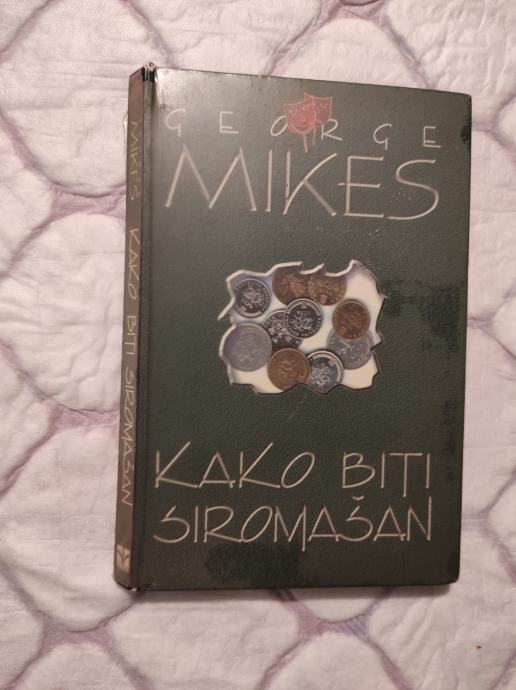 GEORGE
MIKES
KAKO BITI
SIROMAŠAN
MIKES KAKO BITI SIROMAŠAN